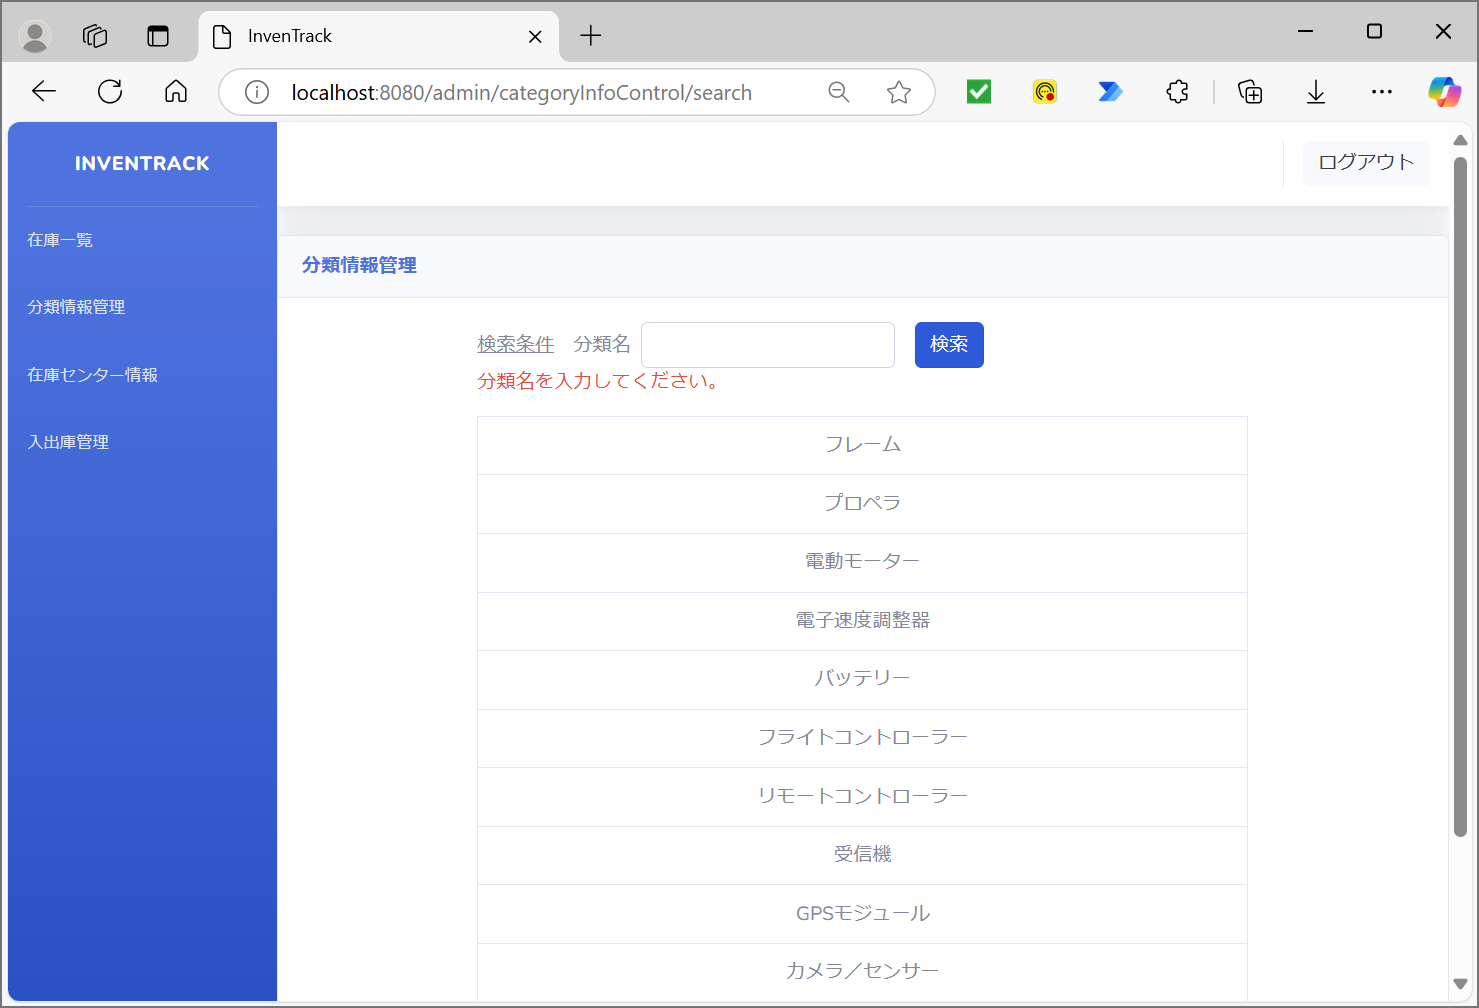 InvenTrack
localhost:8080/admin/categoryInfoControl/search
INVENTRACK
ログアウト
在庫一覧
分類情報管理
在庫センター情報
入出庫管理
分類情報管理
検索条件 分類名 検索
分類名を入力してください。
フレーム
プロペラ
電動モーター
電子速度調整器
バッテリー
フライトコントローラー
リモートコントローラー
受信機
GPSモジュール
カメラ／センサー